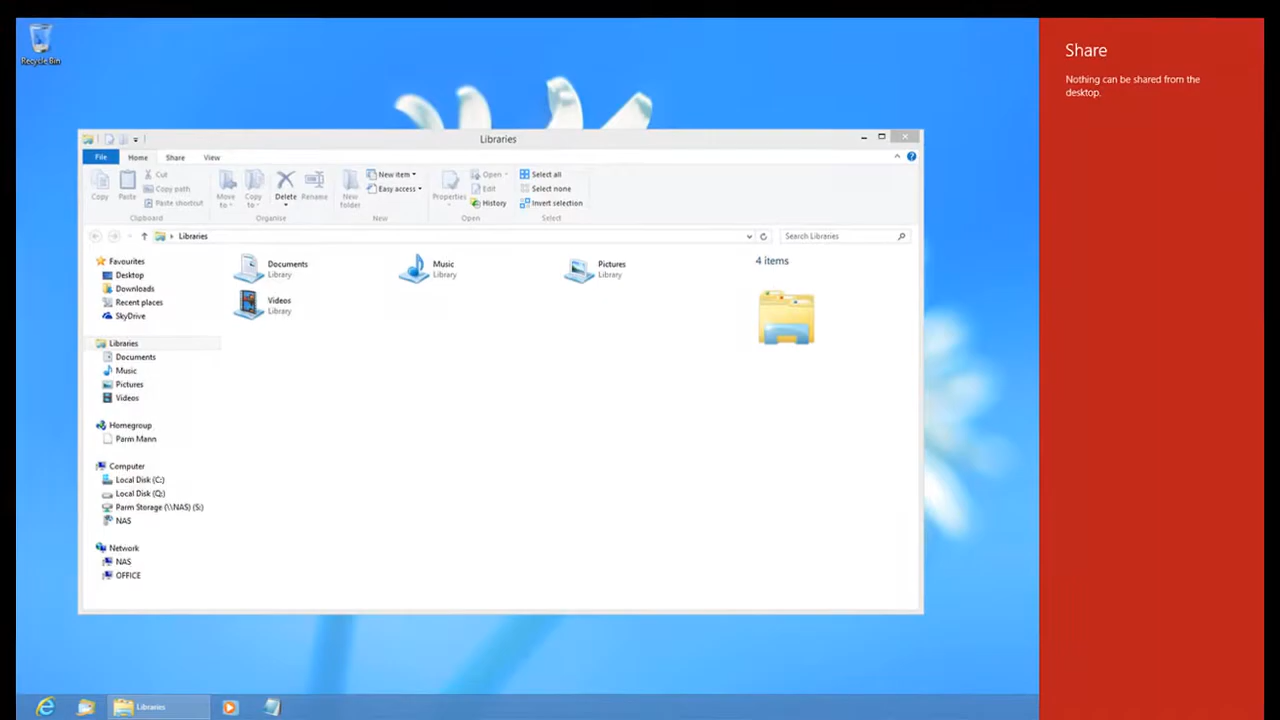 Recycle Bin
Share
Nothing can be shared from the
desktop.
Libraries
File Home Share View
Copy
Paste
Cut
Copy path
Paste shortcut
Clipboard
Move to
Copy to
Delete
Rename
Organise
New folder
New item
Easy access
New
Properties
Open
Edit
History
Open
Select all
Select none
Invert selection
Select
Libraries
Search Libraries
Favourites
Desktop
Downloads
Recent places
SkyDrive
Libraries
Documents
Music
Pictures
Videos
Homegroup
Parm Mann
Computer
Local Disk (C:)
Local Disk (Q:)
Parm Storage (\\NAS) (S:)
NAS
Network
NAS
OFFICE
Documents
Library
Music
Library
Pictures
Library
Videos
Library
4 items
Libraries